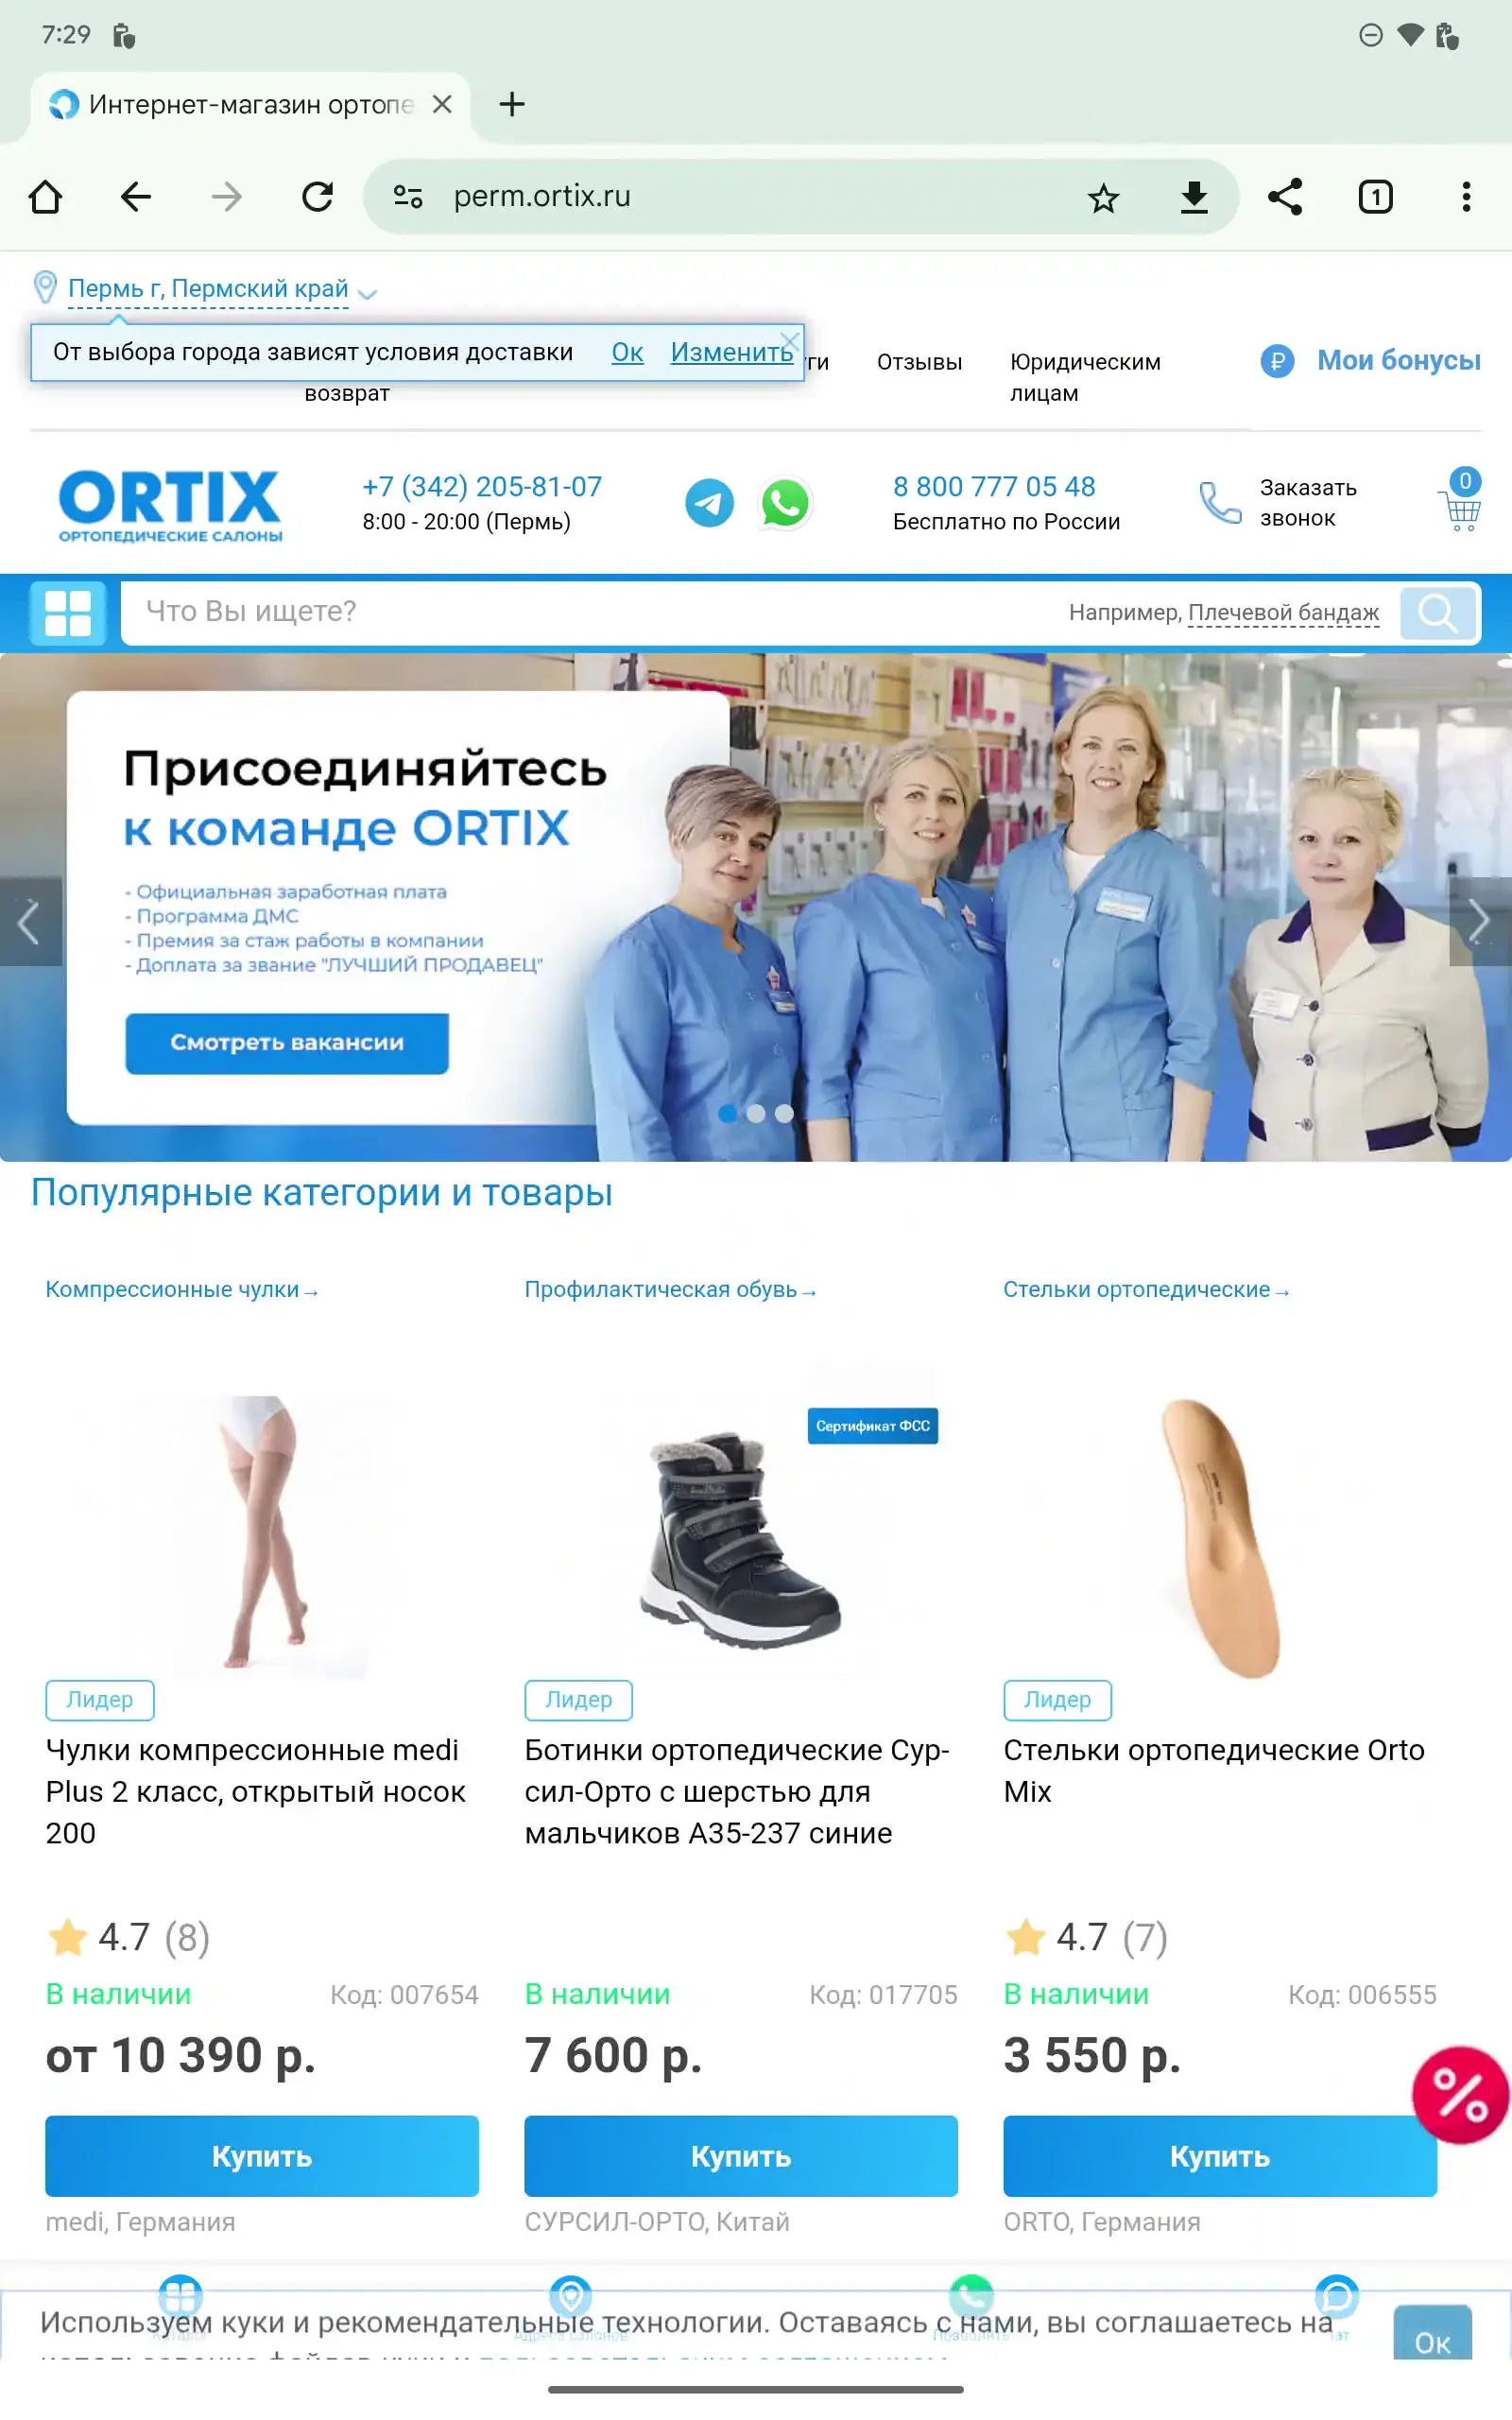 7:29
Интернет-магазин ортопе
perm.ortix.ru
1
Пермь г, Пермский край
От выбора города зависят условия доставки Ок Изменить
ги Отзывы Юридическим лицам
возврат
₽ Мои бонусы
ORTIX
ОРТОПЕДИЧЕСКИЕ САЛОНЫ
+7 (342) 205-81-07
8:00 - 20:00 (Пермь)
8 800 777 05 48
Бесплатно по России
Заказать
звонок
0
Что Вы ищете?
Например, Плечевой бандаж
Присоединяйтесь
к команде ORTIX
- Официальная заработная плата
- Программа ДМС
- Премия за стаж работы в компании
- Доплата за звание "ЛУЧШИЙ ПРОДАВЕЦ"
Смотреть вакансии
Популярные категории и товары
Компрессионные чулки→
Профилактическая обувь→
Стельки ортопедические→
Сертификат ФСС
Лидер
Чулки компрессионные medi
Plus 2 класс, открытый носок
200
4.7 (8)
В наличии Код: 007654
от 10 390 р.
Купить
medi, Германия
Лидер
Ботинки ортопедические Сур-
сил-Орто с шерстью для
мальчиков А35-237 синие
В наличии Код: 017705
7 600 р.
Купить
СУРСИЛ-ОРТО, Китай
Лидер
Стельки ортопедические Orto
Mix
4.7 (7)
В наличии Код: 006555
3 550 р.
Купить
ORTO, Германия
%
Используем куки и рекомендательные технологии. Оставаясь с нами, вы соглашаетесь на
Ок